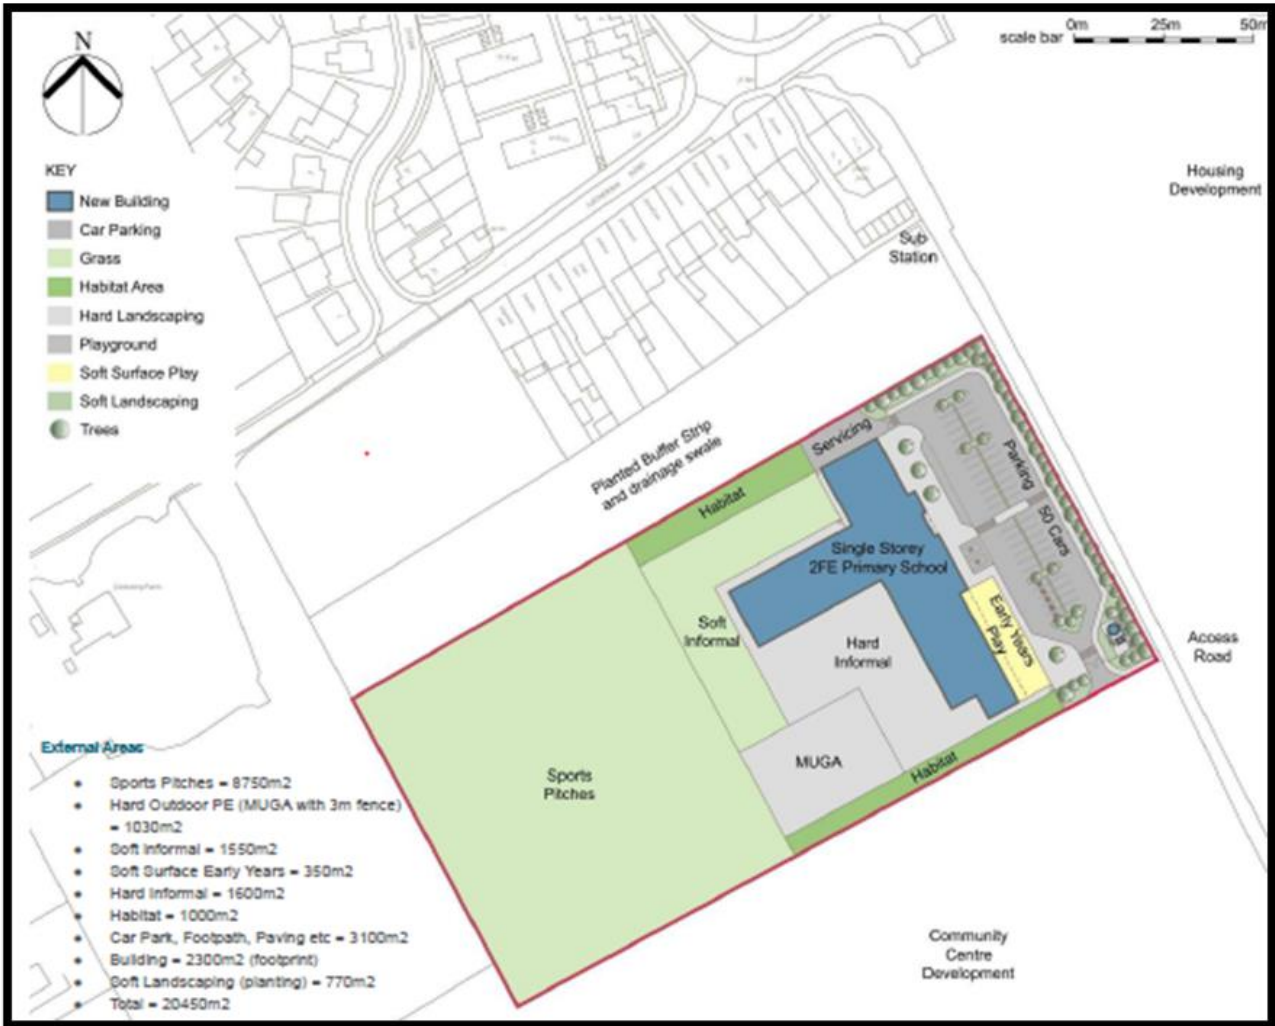 N
0m 25m 50m
scale bar
KEY
New Building
Car Parking
Grass
Habitat Area
Hard Landscaping
Playground
Soft Surface Play
Soft Landscaping
Trees
Housing
Development
Sub
Station
Planted Buffer Strip
and drainage swale
Servicing
Habitat
Parking
50 Cars
Single Storey
2FE Primary School
Early Years
Play
Soft
Informal
Hard
Informal
Access
Road
MUGA
Habitat
Sports
Pitches
Community
Centre
Development
External Areas
• Sports Pitches = 8750m2
• Hard Outdoor PE (MUGA with 3m fence)
= 1030m2
• Soft Informal = 1550m2
• Soft Surface Early Years = 350m2
• Hard Informal = 1600m2
• Habitat = 1000m2
• Car Park, Footpath, Paving etc = 3100m2
• Building = 2300m2 (footprint)
• Soft Landscaping (planting) = 770m2
• Total = 20450m2